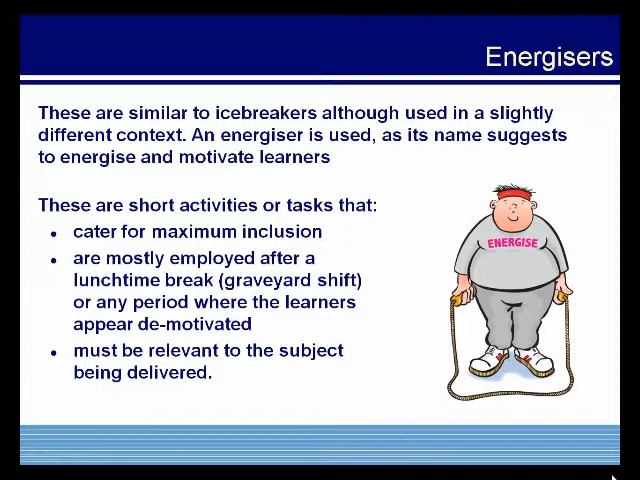 Energisers
These are similar to icebreakers although used in a slightly
different context. An energiser is used, as its name suggests
to energise and motivate learners
These are short activities or tasks that:
• cater for maximum inclusion
• are mostly employed after a
lunchtime break (graveyard shift)
or any period where the learners
appear de-motivated
• must be relevant to the subject
being delivered.
ENERGISE